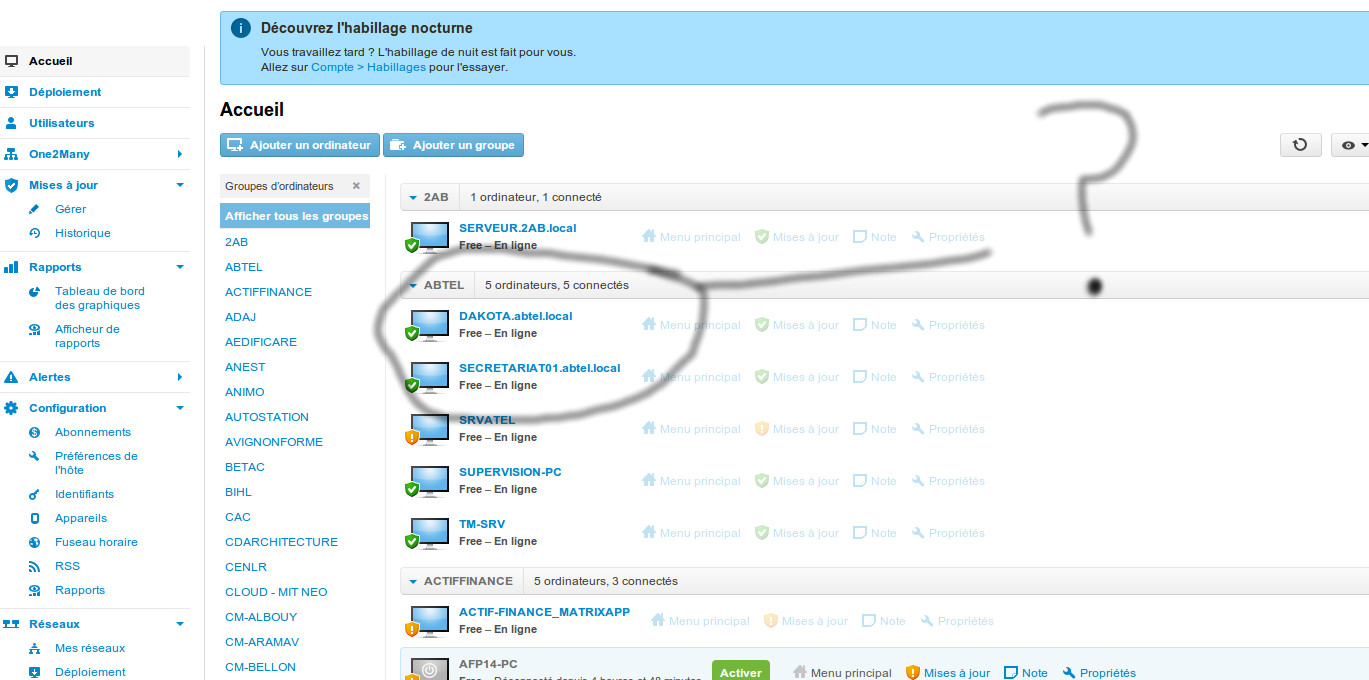 Découvrez l'habillage nocturne
Vous travaillez tard ? L'habillage de nuit est fait pour vous.
Allez sur Compte > Habillages pour l'essayer.
Accueil
Déploiement
Utilisateurs
One2Many
Mises à jour
Gérer
Historique
Rapports
Tableau de bord
des graphiques
Afficheur de
rapports
Alertes
Configuration
Abonnements
Préférences de
l'hôte
Identifiants
Appareils
Fuseau horaire
RSS
Rapports
Réseaux
Mes réseaux
Déploiement
Accueil
Ajouter un ordinateur Ajouter un groupe
?
Groupes d'ordinateurs ×
Afficher tous les groupes
2AB
ABTEL
ACTIFFINANCE
ADAJ
AEDIFICARE
ANEST
ANIMO
AUTOSTATION
AVIGNONFORME
BETAC
BIHL
CAC
CDARCHITECTURE
CENLR
CLOUD - MIT NEO
CM-ALBOUY
CM-ARAMAV
CM-BELLON
2AB 1 ordinateur, 1 connecté
SERVEUR.2AB.local
Free – En ligne
Menu principal Mises à jour Note Propriétés
ABTEL 5 ordinateurs, 5 connectés
DAKOTA.abtel.local
Free – En ligne
Menu principal Mises à jour Note Propriétés
SECRETARIAT01.abtel.local
Free – En ligne
Menu principal Mises à jour Note Propriétés
SRVATEL
Free – En ligne
Menu principal Mises à jour Note Propriétés
SUPERVISION-PC
Free – En ligne
Menu principal Mises à jour Note Propriétés
TM-SRV
Free – En ligne
Menu principal Mises à jour Note Propriétés
ACTIFFINANCE 5 ordinateurs, 3 connectés
ACTIF-FINANCE_MATRIXAPP
Free – En ligne
Menu principal Mises à jour Note Propriétés
AFP14-PC
Free – Déconnecté depuis 4 heures et 48 minutes
Activer Menu principal Mises à jour Note Propriétés